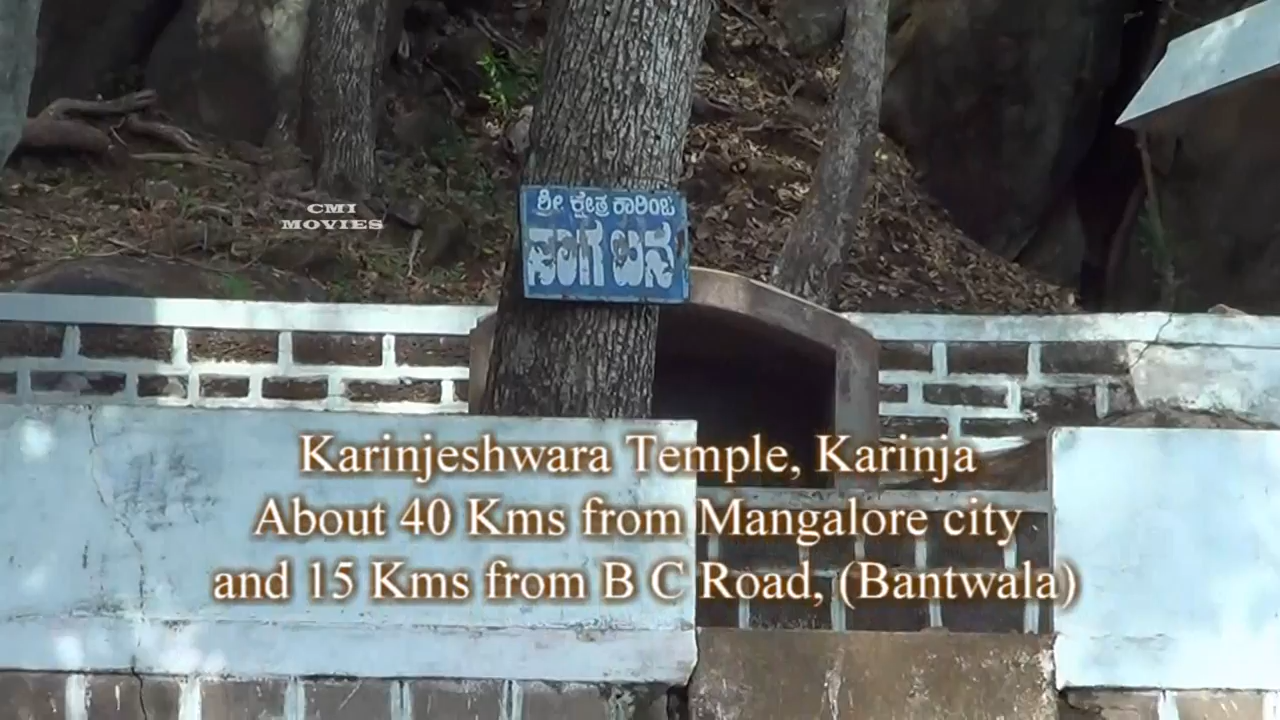 ಶ್ರೀ ಕ್ಷೇತ್ರ ಕಾರಿಂಜ
ನಾಗ ಬನ
CMI
MOVIES
Karinjeshwara Temple, Karinja
About 40 Kms from Mangalore city
and 15 Kms from B C Road, (Bantwala)